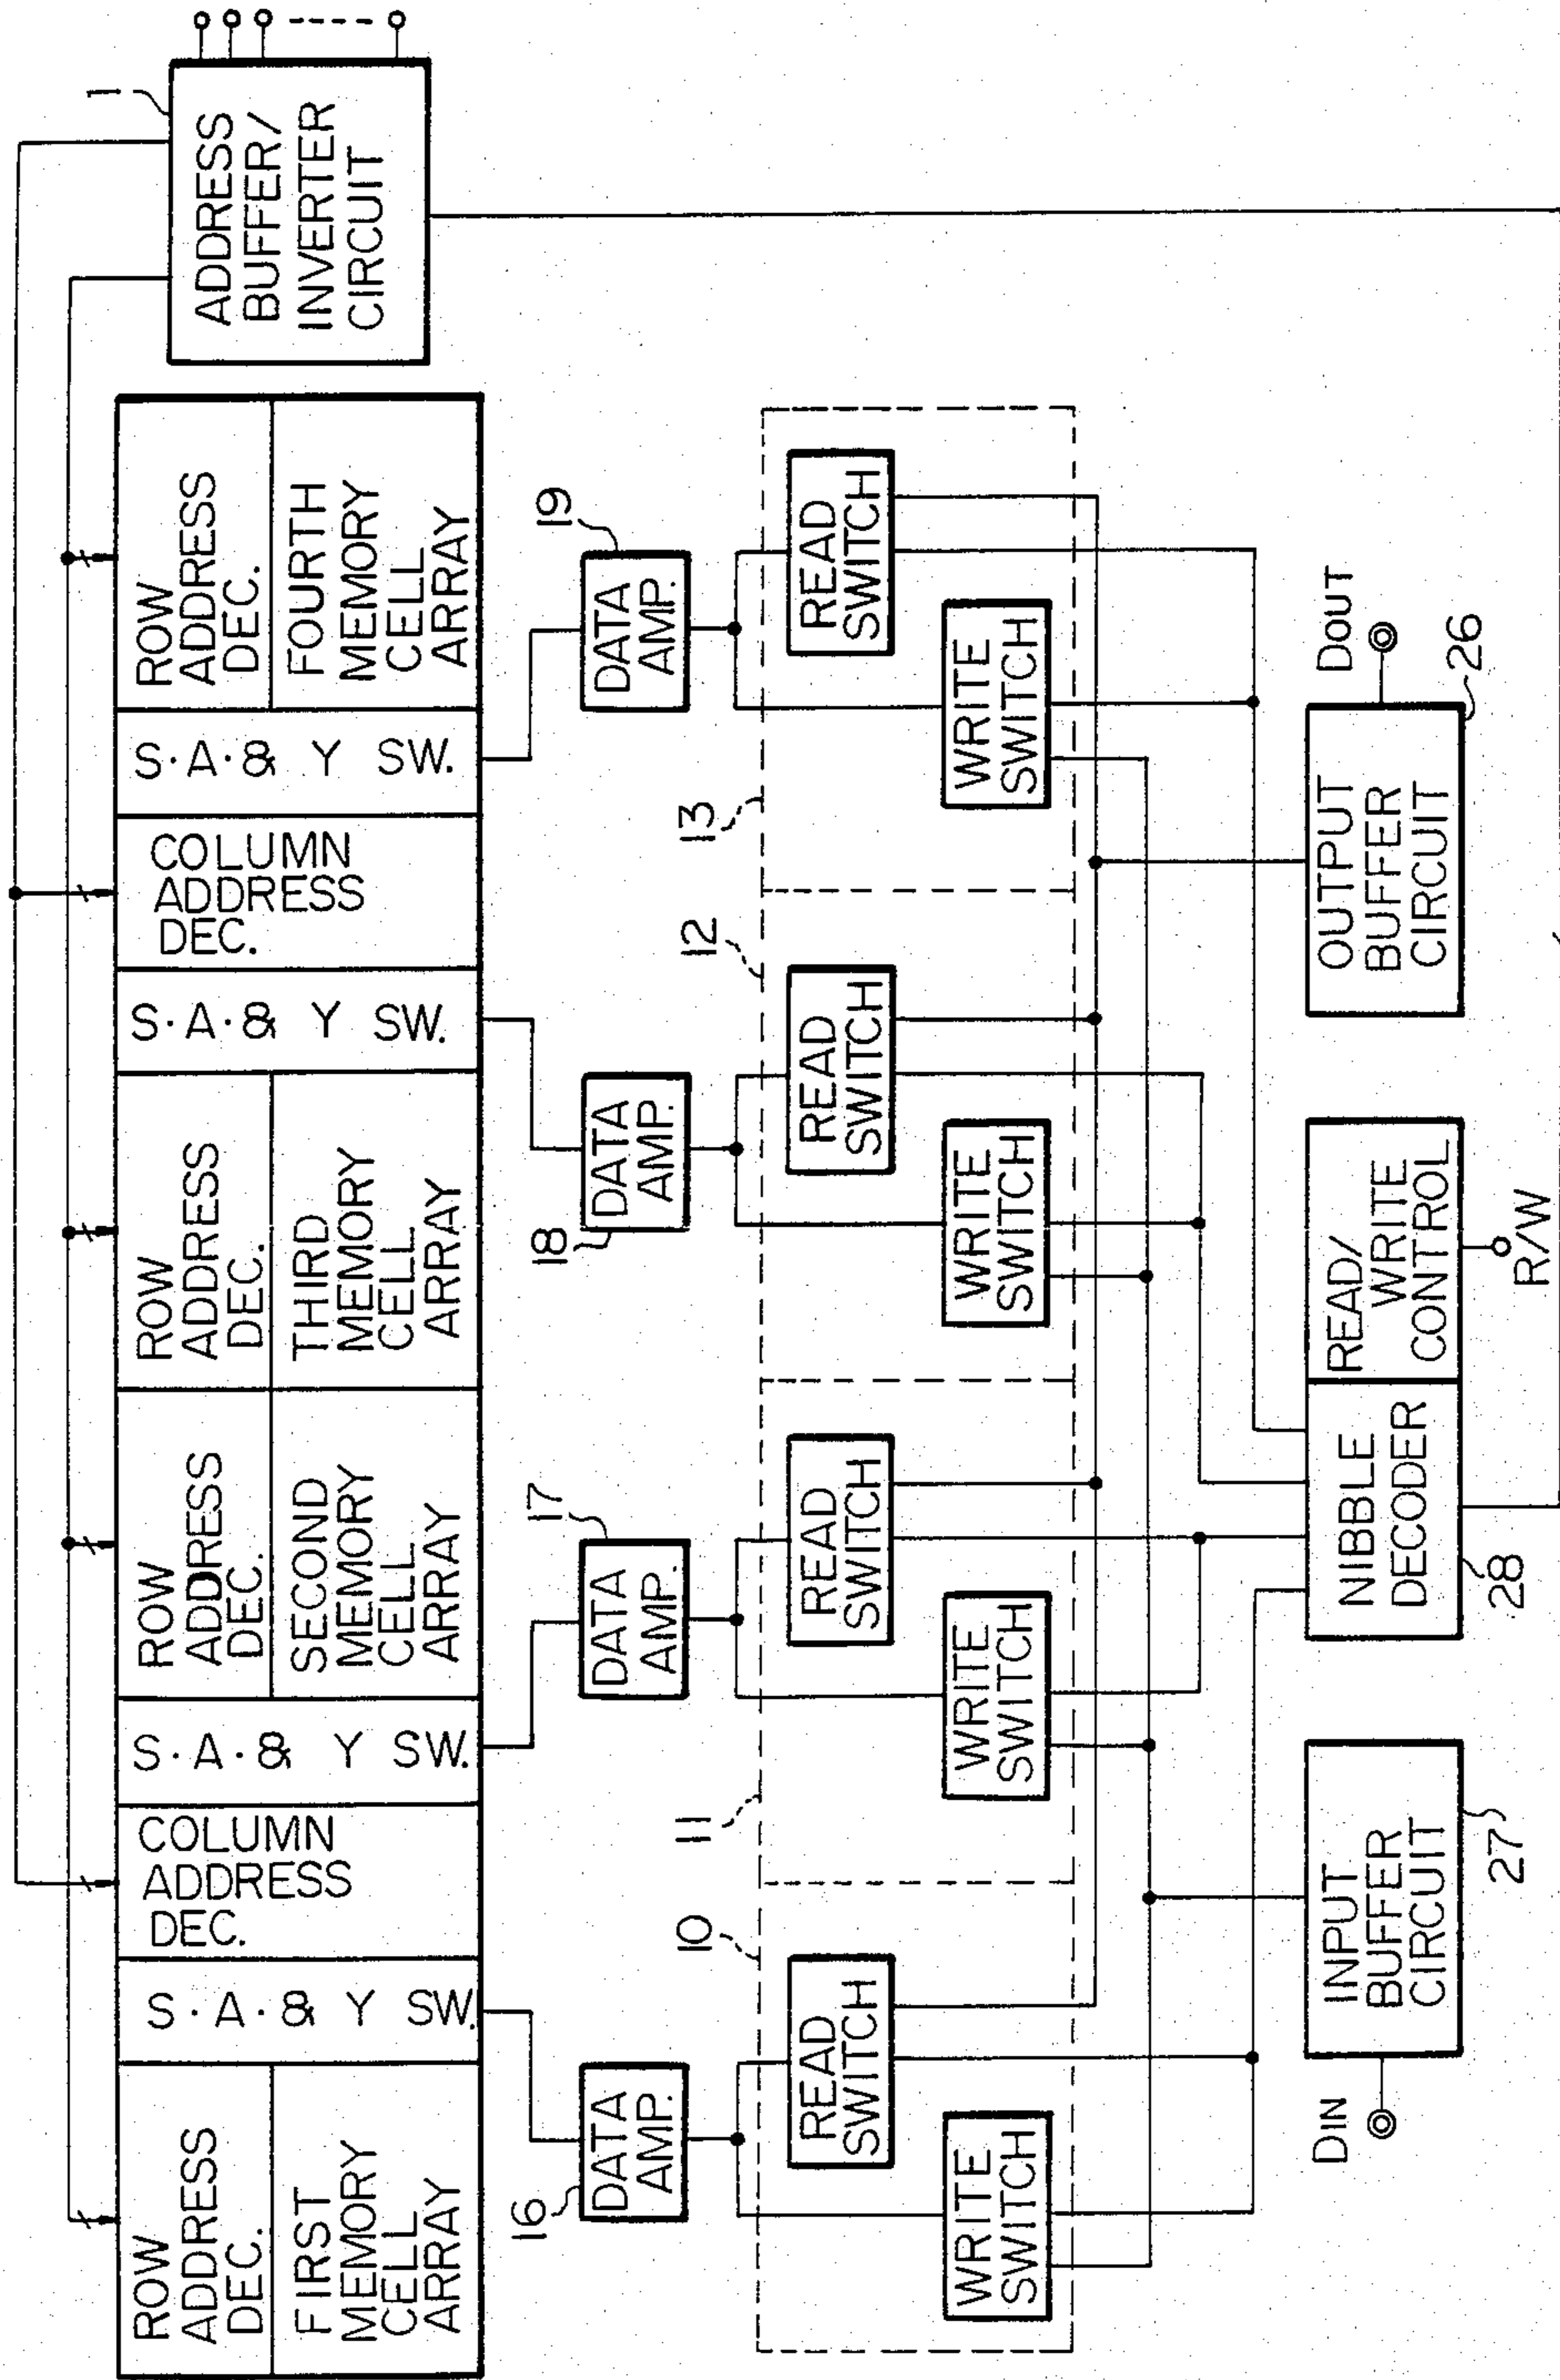 ROW
ADDRESS
DEC.
FIRST
MEMORY
CELL
ARRAY
S.A.& Y SW.
COLUMN
ADDRESS
DEC.
S.A.& Y SW.
ROW
ADDRESS
DEC.
SECOND
MEMORY
CELL
ARRAY
ROW
ADDRESS
DEC.
THIRD
MEMORY
CELL
ARRAY
S.A.& Y SW.
COLUMN
ADDRESS
DEC.
S.A.& Y SW.
ROW
ADDRESS
DEC.
FOURTH
MEMORY
CELL
ARRAY
1
ADDRESS
BUFFER/
INVERTER
CIRCUIT
16
DATA
AMP.
17
DATA
AMP.
18
DATA
AMP.
19
DATA
AMP.
10
READ
SWITCH
WRITE
SWITCH
11
READ
SWITCH
WRITE
SWITCH
12
READ
SWITCH
WRITE
SWITCH
13
READ
SWITCH
WRITE
SWITCH
DIN
INPUT
BUFFER
CIRCUIT
27
NIBBLE
DECODER
28
READ/
WRITE
CONTROL
R/W
OUTPUT
BUFFER
CIRCUIT
26
DOUT